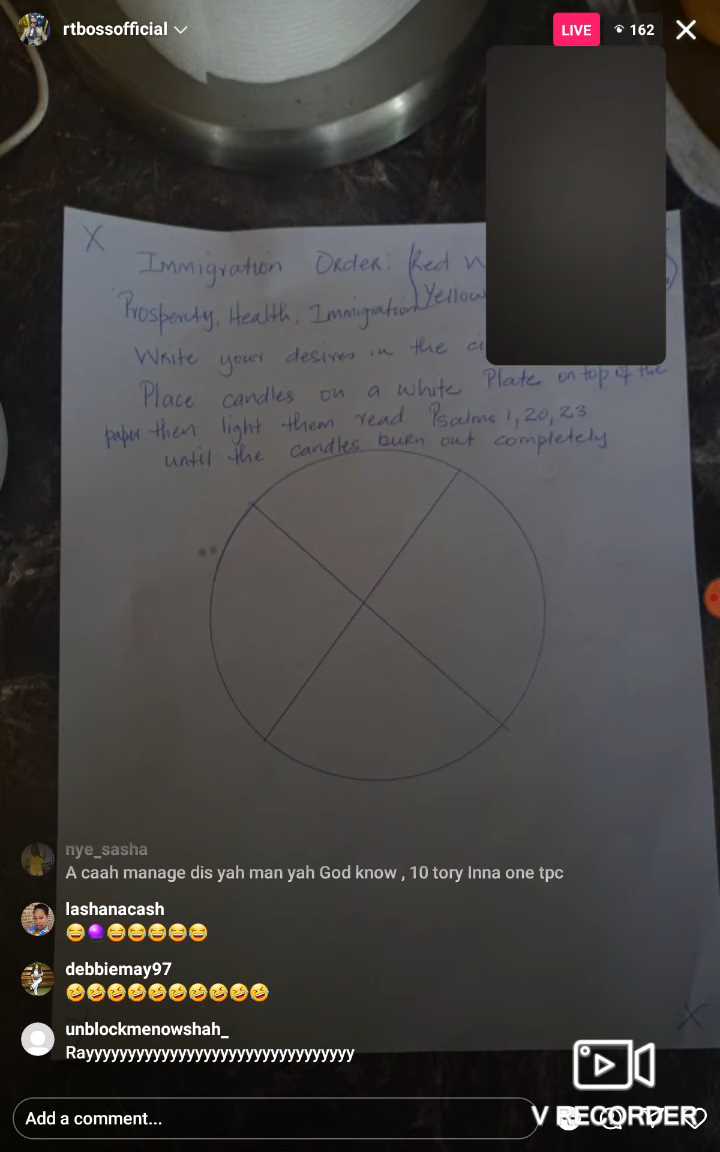 rtbossofficial
LIVE 162
X
Immigration Order: (Red
Prosperity, Health, Immigration Yellow
Write your desires in the
Place candles on a white Plate on top of the
paper then light them read Psalms 1, 20, 23
until the candles burn out completely
nye_sasha
A caah manage dis yah man yah God know , 10 tory Inna one tpc
lashanacash
😂🟣😂😂😂😂😂
debbiemay97
🤣🤣🤣🤣🤣🤣🤣🤣🤣🤣
X
unblockmenowshah_
Rayyyyyyyyyyyyyyyyyyyyyyyyyyyyyyyy
Add a comment...
V RECORDER